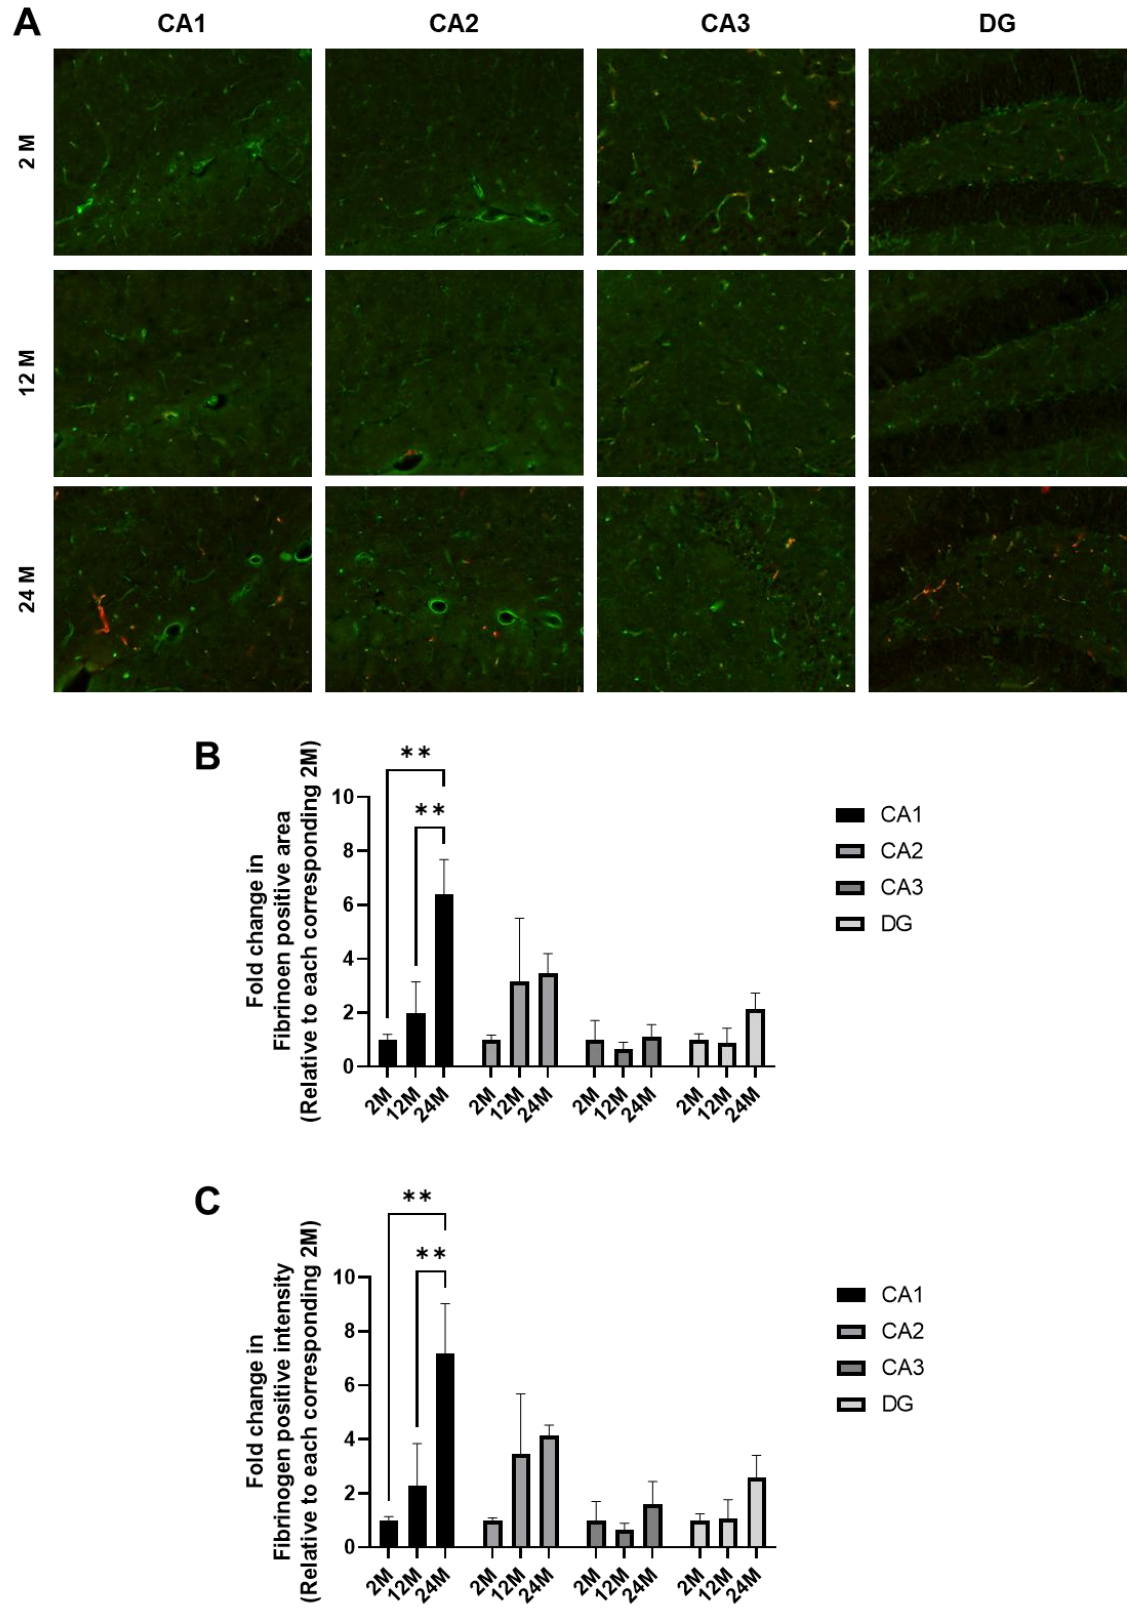 A
CA1 CA2 CA3 DG
2 M
12 M
24 M
B
Fold change in
Fibrinoen positive area
(Relative to each corresponding 2M)
**
**
10
8
6
4
2
0
2M 12M 24M 2M 12M 24M 2M 12M 24M 2M 12M 24M
CA1
CA2
CA3
DG
C
Fold change in
Fibrinogen positive intensity
(Relative to each corresponding 2M)
**
**
10
8
6
4
2
0
2M 12M 24M 2M 12M 24M 2M 12M 24M 2M 12M 24M
CA1
CA2
CA3
DG